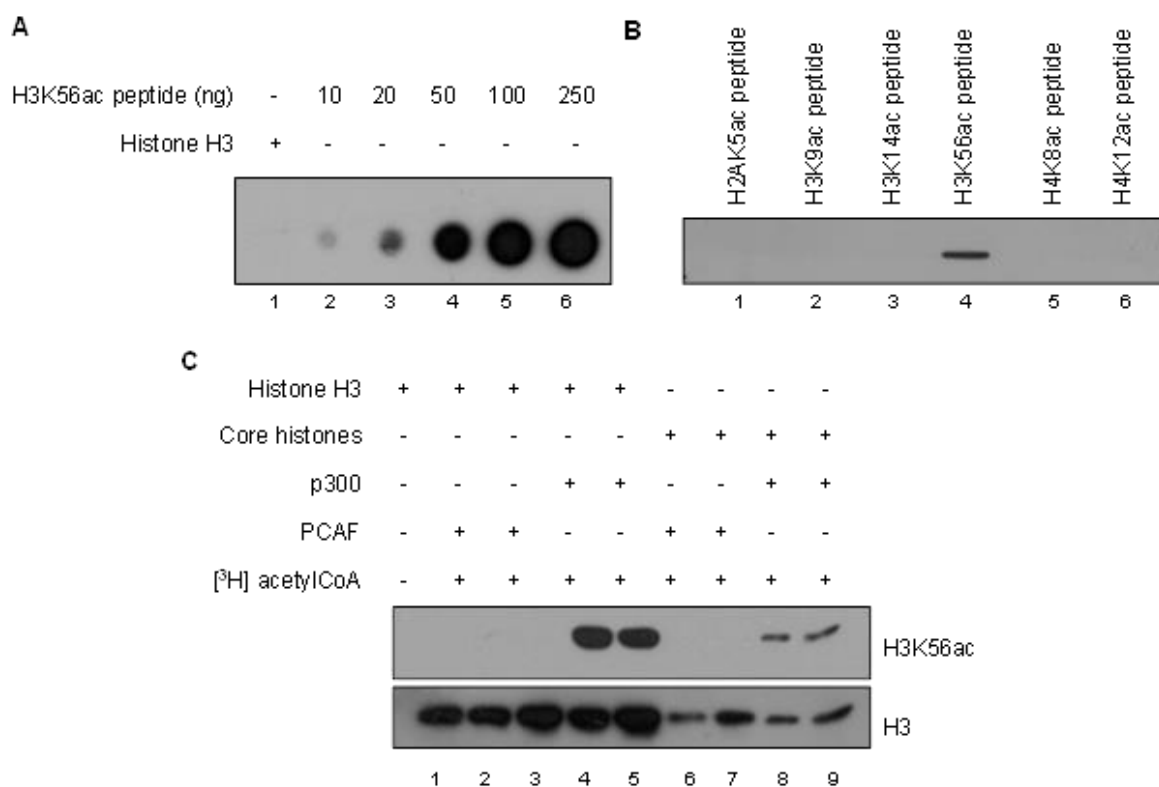 A
H3K56ac peptide (ng) - 10 20 50 100 250
Histone H3 + - - - - -
1 2 3 4 5 6
B
H2AK5ac peptide
H3K9ac peptide
H3K14ac peptide
H3K56ac peptide
H4K8ac peptide
H4K12ac peptide
1 2 3 4 5 6
C
Histone H3 + + + + + - - - -
Core histones - - - - - + + + +
p300 - - - + + - - + +
PCAF - + + - - + + - -
[³H] acetylCoA - + + + + + + + +
H3K56ac
H3
1 2 3 4 5 6 7 8 9